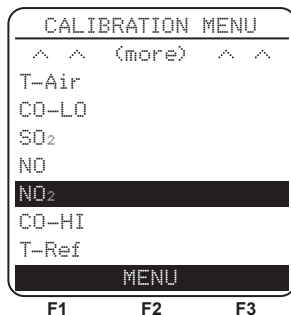 CALIBRATION MENU
^ ^ (more) ^ ^
T-Air
CO-LO
SO₂
NO
NO₂
CO-HI
T-Ref
MENU
F1 F2 F3